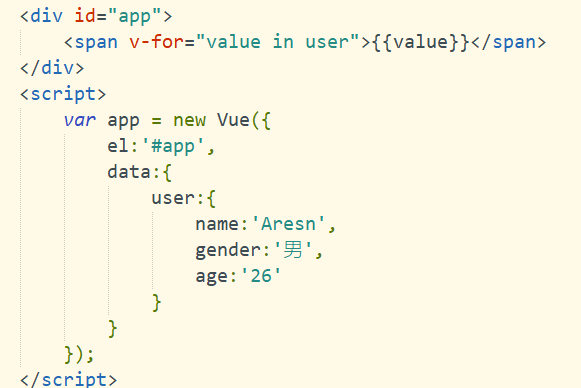 <div id="app">
    <span v-for="value in user">{{value}}</span>
</div>
<script>
    var app = new Vue({
        el:'#app',
        data:{
            user:{
                name:'Aresn',
                gender:'男',
                age:'26'
            }
        }
    });
</script>